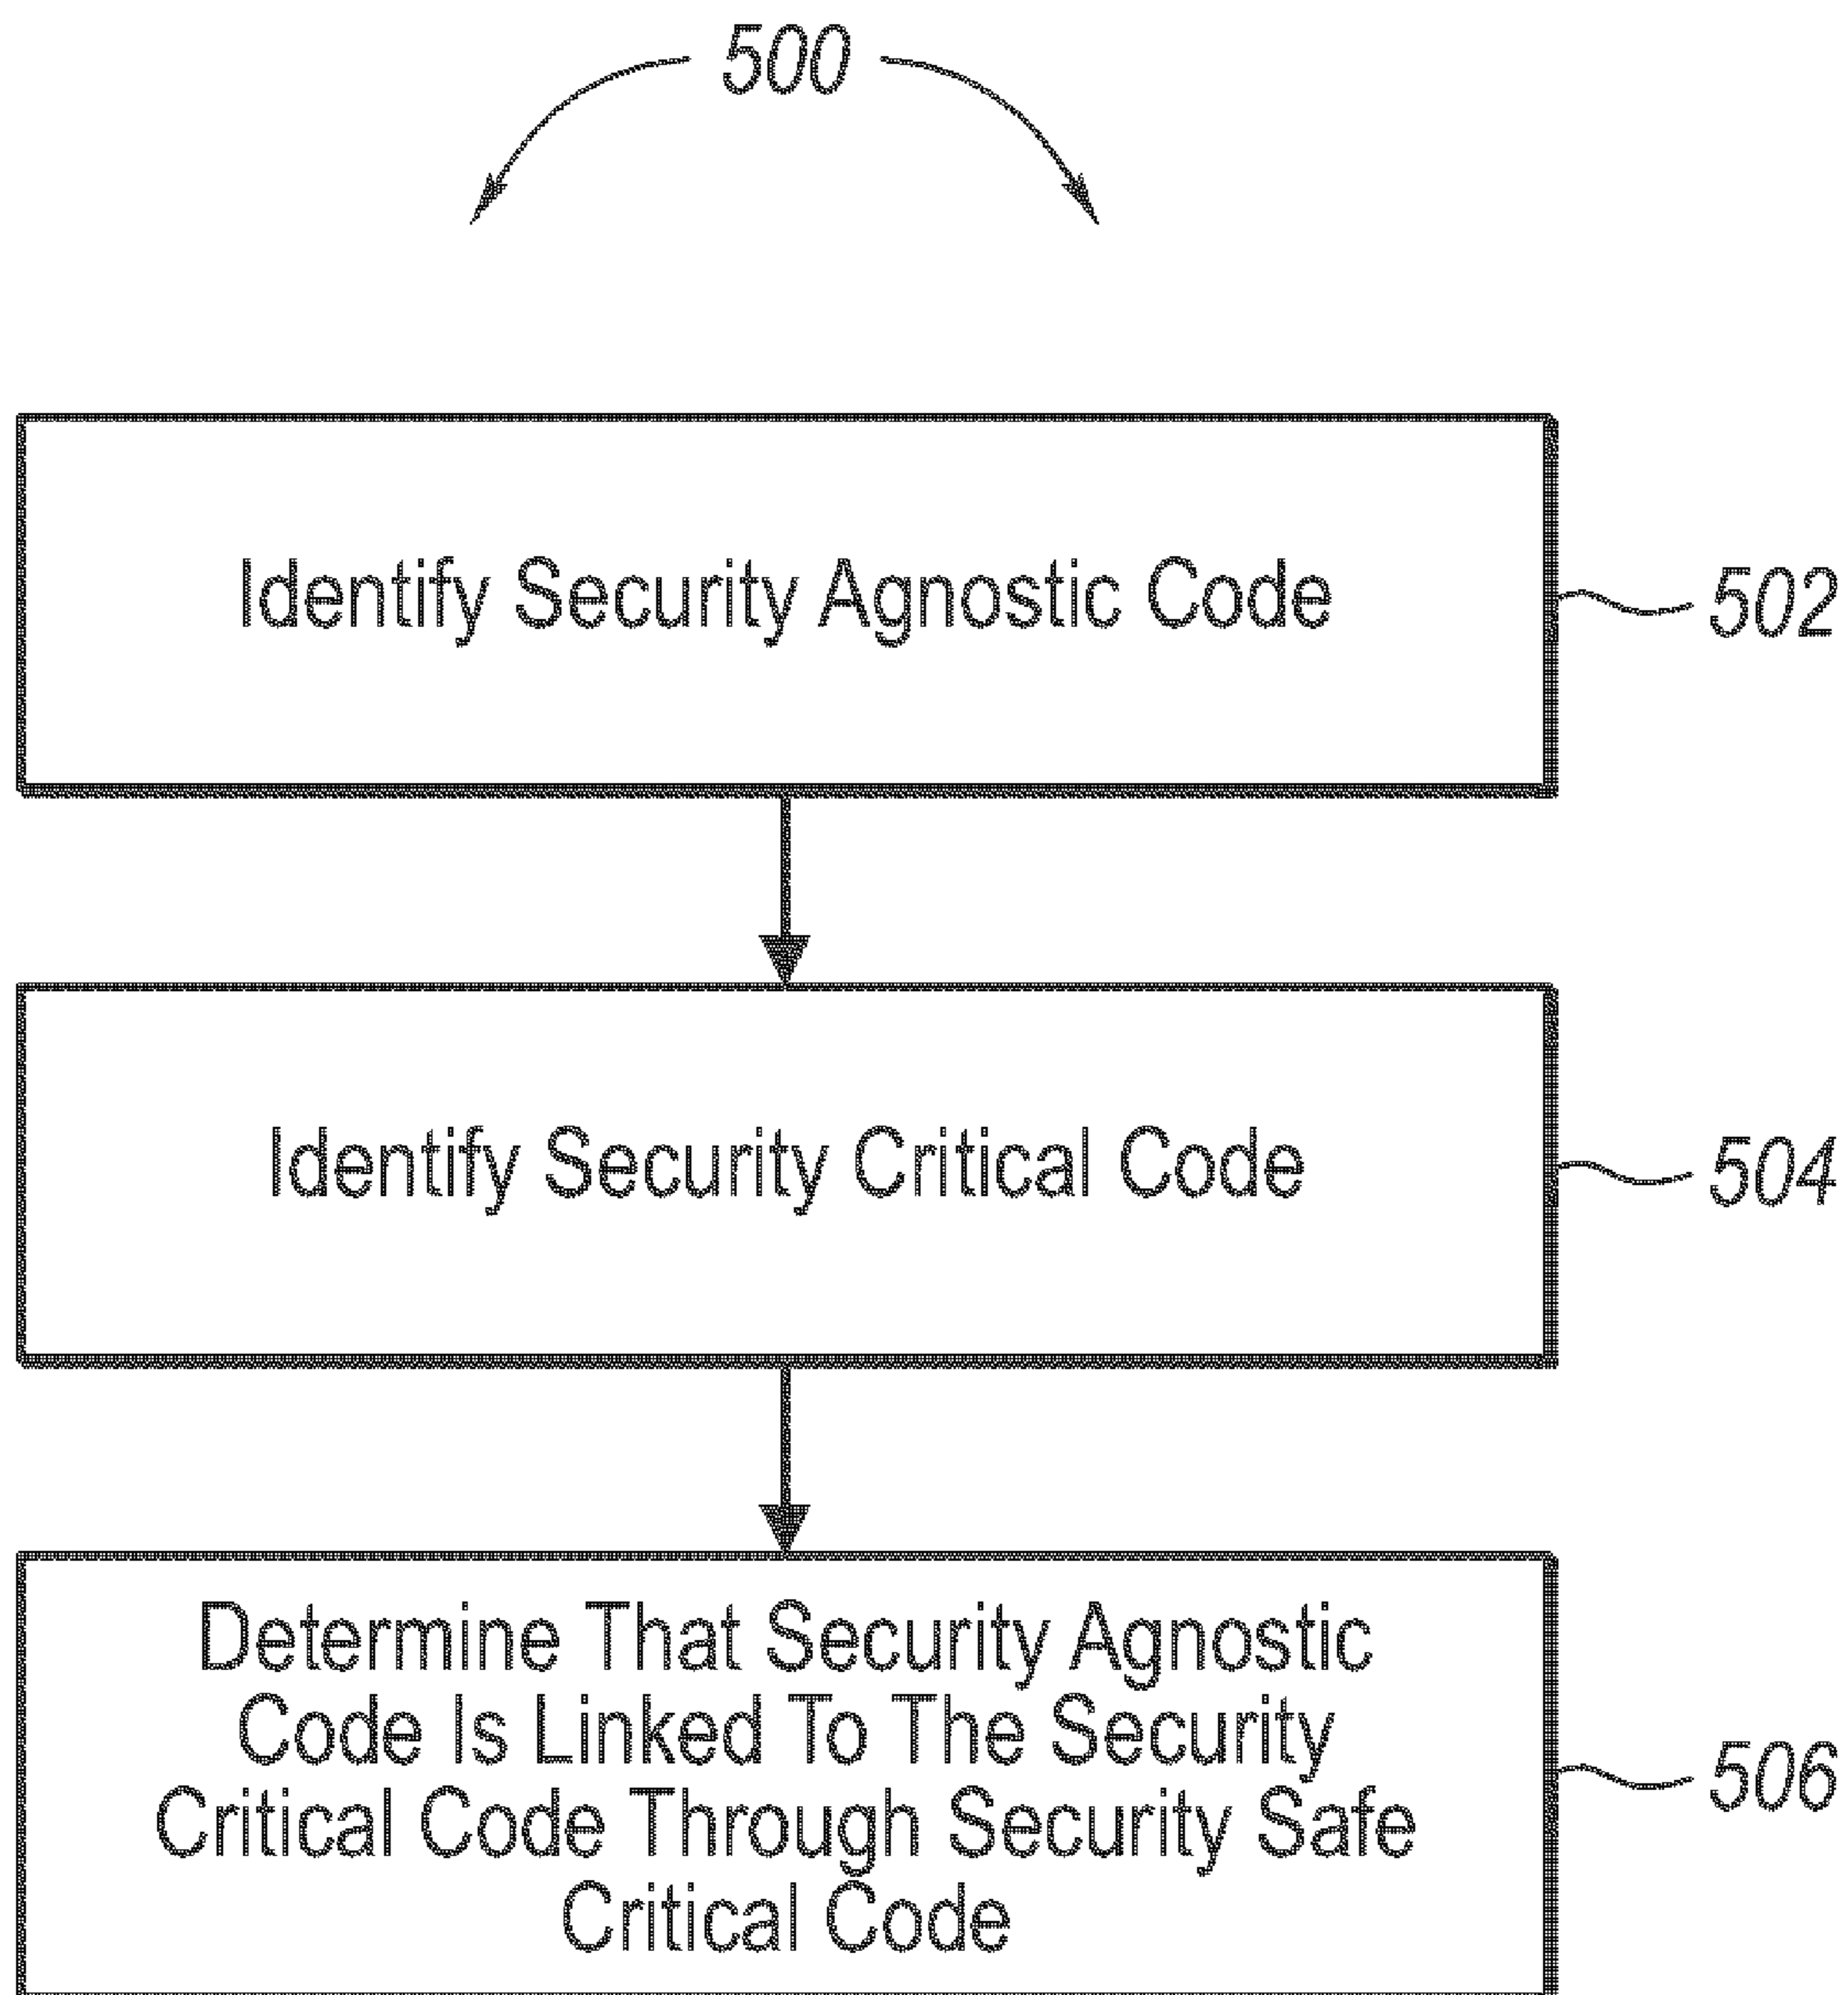 500
Identify Security Agnostic Code
502
Identify Security Critical Code
504
Determine That Security Agnostic
Code Is Linked To The Security
Critical Code Through Security Safe
Critical Code
506